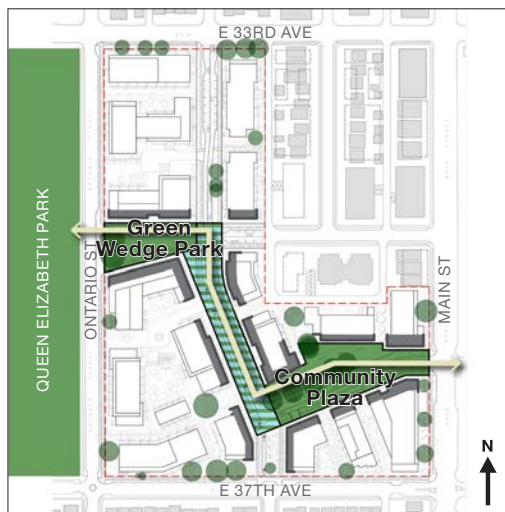 E 33RD AVE
Green
Wedge Park
QUEEN ELIZABETH PARK
ONTARIO ST
MAIN ST
Community
Plaza
N
E 37TH AVE